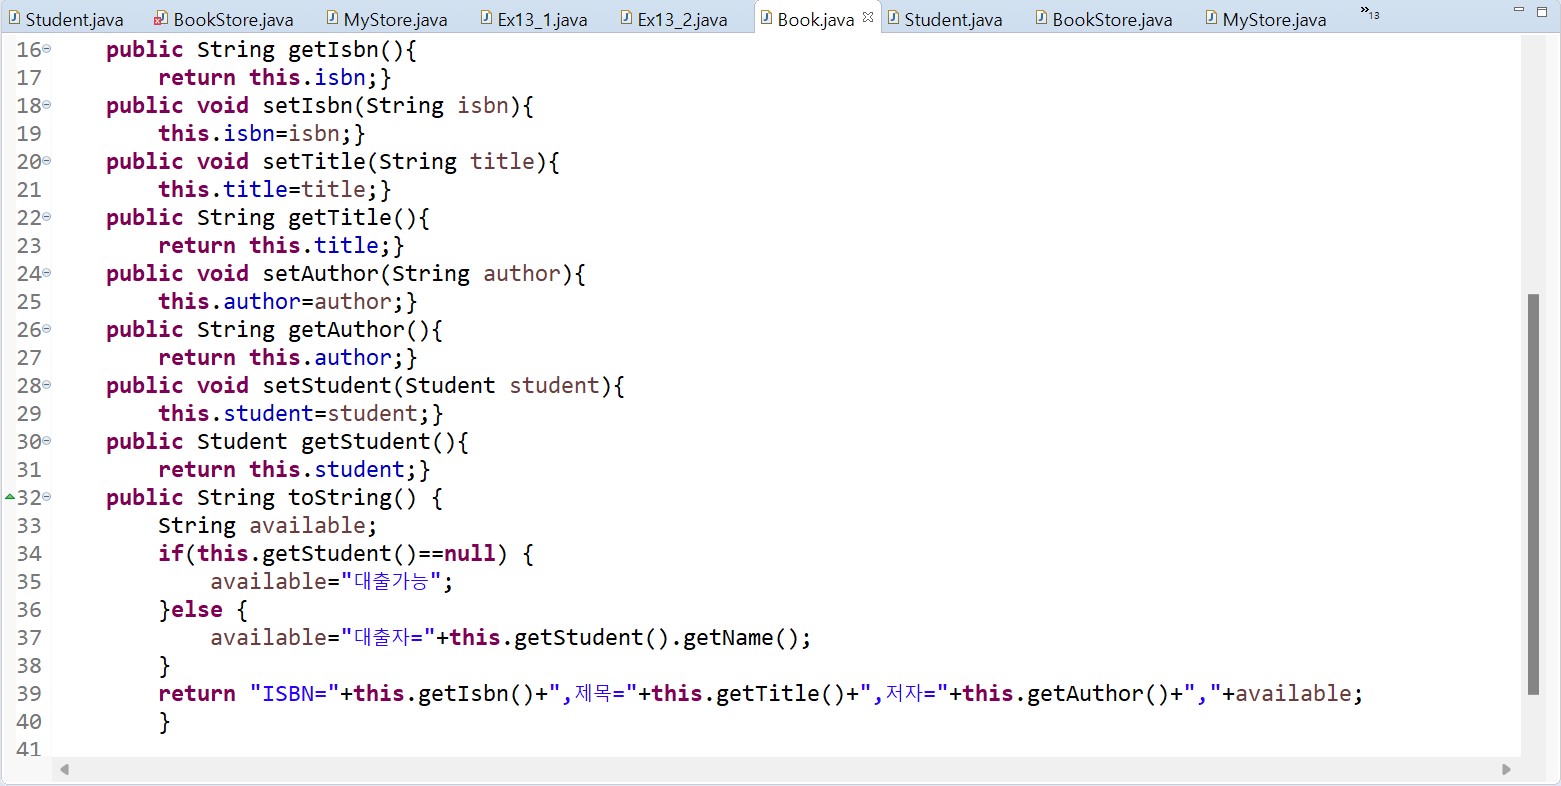 Student.java BookStore.java MyStore.java Ex13_1.java Ex13_2.java Book.java Student.java BookStore.java MyStore.java »13
16 public String getIsbn(){
17 return this.isbn;}
18 public void setIsbn(String isbn){
19 this.isbn=isbn;}
20 public void setTitle(String title){
21 this.title=title;}
22 public String getTitle(){
23 return this.title;}
24 public void setAuthor(String author){
25 this.author=author;}
26 public String getAuthor(){
27 return this.author;}
28 public void setStudent(Student student){
29 this.student=student;}
30 public Student getStudent(){
31 return this.student;}
32 public String toString() {
33 String available;
34 if(this.getStudent()==null) {
35 available="대출가능";
36 }else {
37 available="대출자="+this.getStudent().getName();
38 }
39 return "ISBN="+this.getIsbn()+",제목="+this.getTitle()+",저자="+this.getAuthor()+","+available;
40 }
41